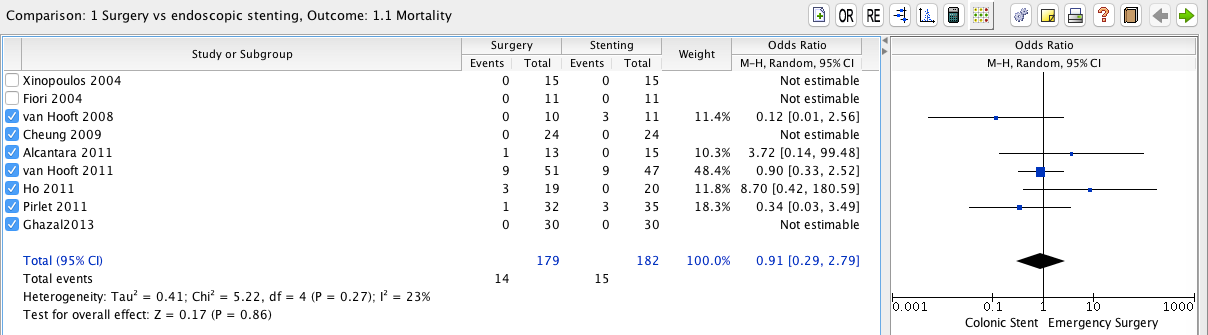 Comparison: 1 Surgery vs endoscopic stenting, Outcome: 1.1 Mortality
OR RE
Study or Subgroup Surgery Stenting Weight Odds Ratio Odds Ratio
Events Total Events Total M-H, Random, 95% CI M-H, Random, 95% CI
Xinopoulos 2004 0 15 0 15 Not estimable
Fiori 2004 0 11 0 11 Not estimable
van Hooft 2008 0 10 3 11 11.4% 0.12 [0.01, 2.56]
Cheung 2009 0 24 0 24 Not estimable
Alcantara 2011 1 13 0 15 10.3% 3.72 [0.14, 99.48]
van Hooft 2011 9 51 9 47 48.4% 0.90 [0.33, 2.52]
Ho 2011 3 19 0 20 11.8% 8.70 [0.42, 180.59]
Pirlet 2011 1 32 3 35 18.3% 0.34 [0.03, 3.49]
Ghazal2013 0 30 0 30 Not estimable
Total (95% CI) 179 182 100.0% 0.91 [0.29, 2.79]
Total events 14 15
Heterogeneity: Tau² = 0.41; Chi² = 5.22, df = 4 (P = 0.27); I² = 23%
Test for overall effect: Z = 0.17 (P = 0.86)
0.001 0.1 1 10 1000
Colonic Stent Emergency Surgery